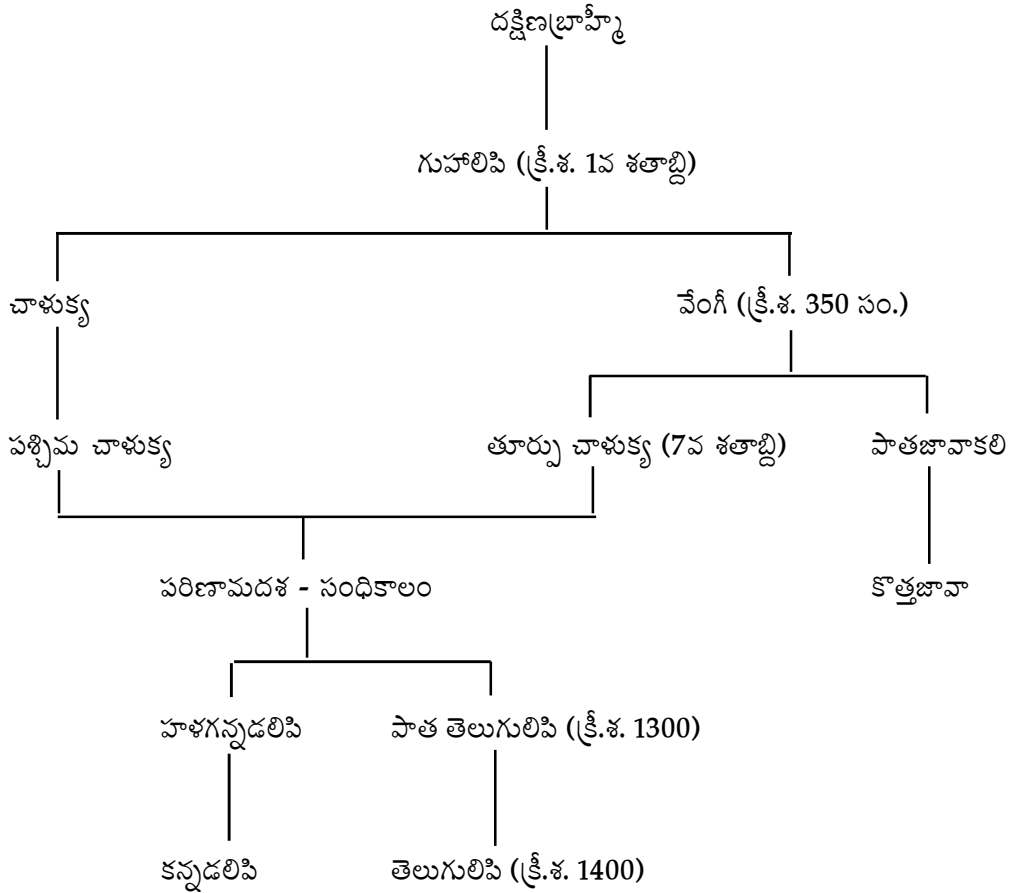 దక్షిణబ్రాహ్మీ
గుహాలిపి (క్రీ.శ. 1వ శతాబ్ది)
చాళుక్య
వేంగీ (క్రీ.శ. 350 సం.)
పశ్చిమ చాళుక్య
తూర్పు చాళుక్య (7వ శతాబ్ది)
పాతజావాకలి
పరిణామదశ - సంధికాలం
కొత్తజావా
హళగన్నడలిపి
పాత తెలుగులిపి (క్రీ.శ. 1300)
కన్నడలిపి
తెలుగులిపి (క్రీ.శ. 1400)